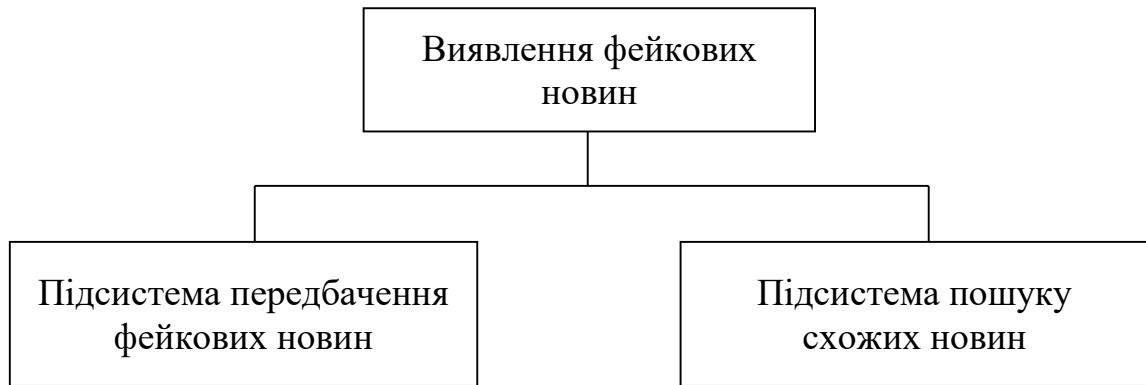 Виявлення фейкових
новин
Підсистема передбачення
фейкових новин
Підсистема пошуку
схожих новин